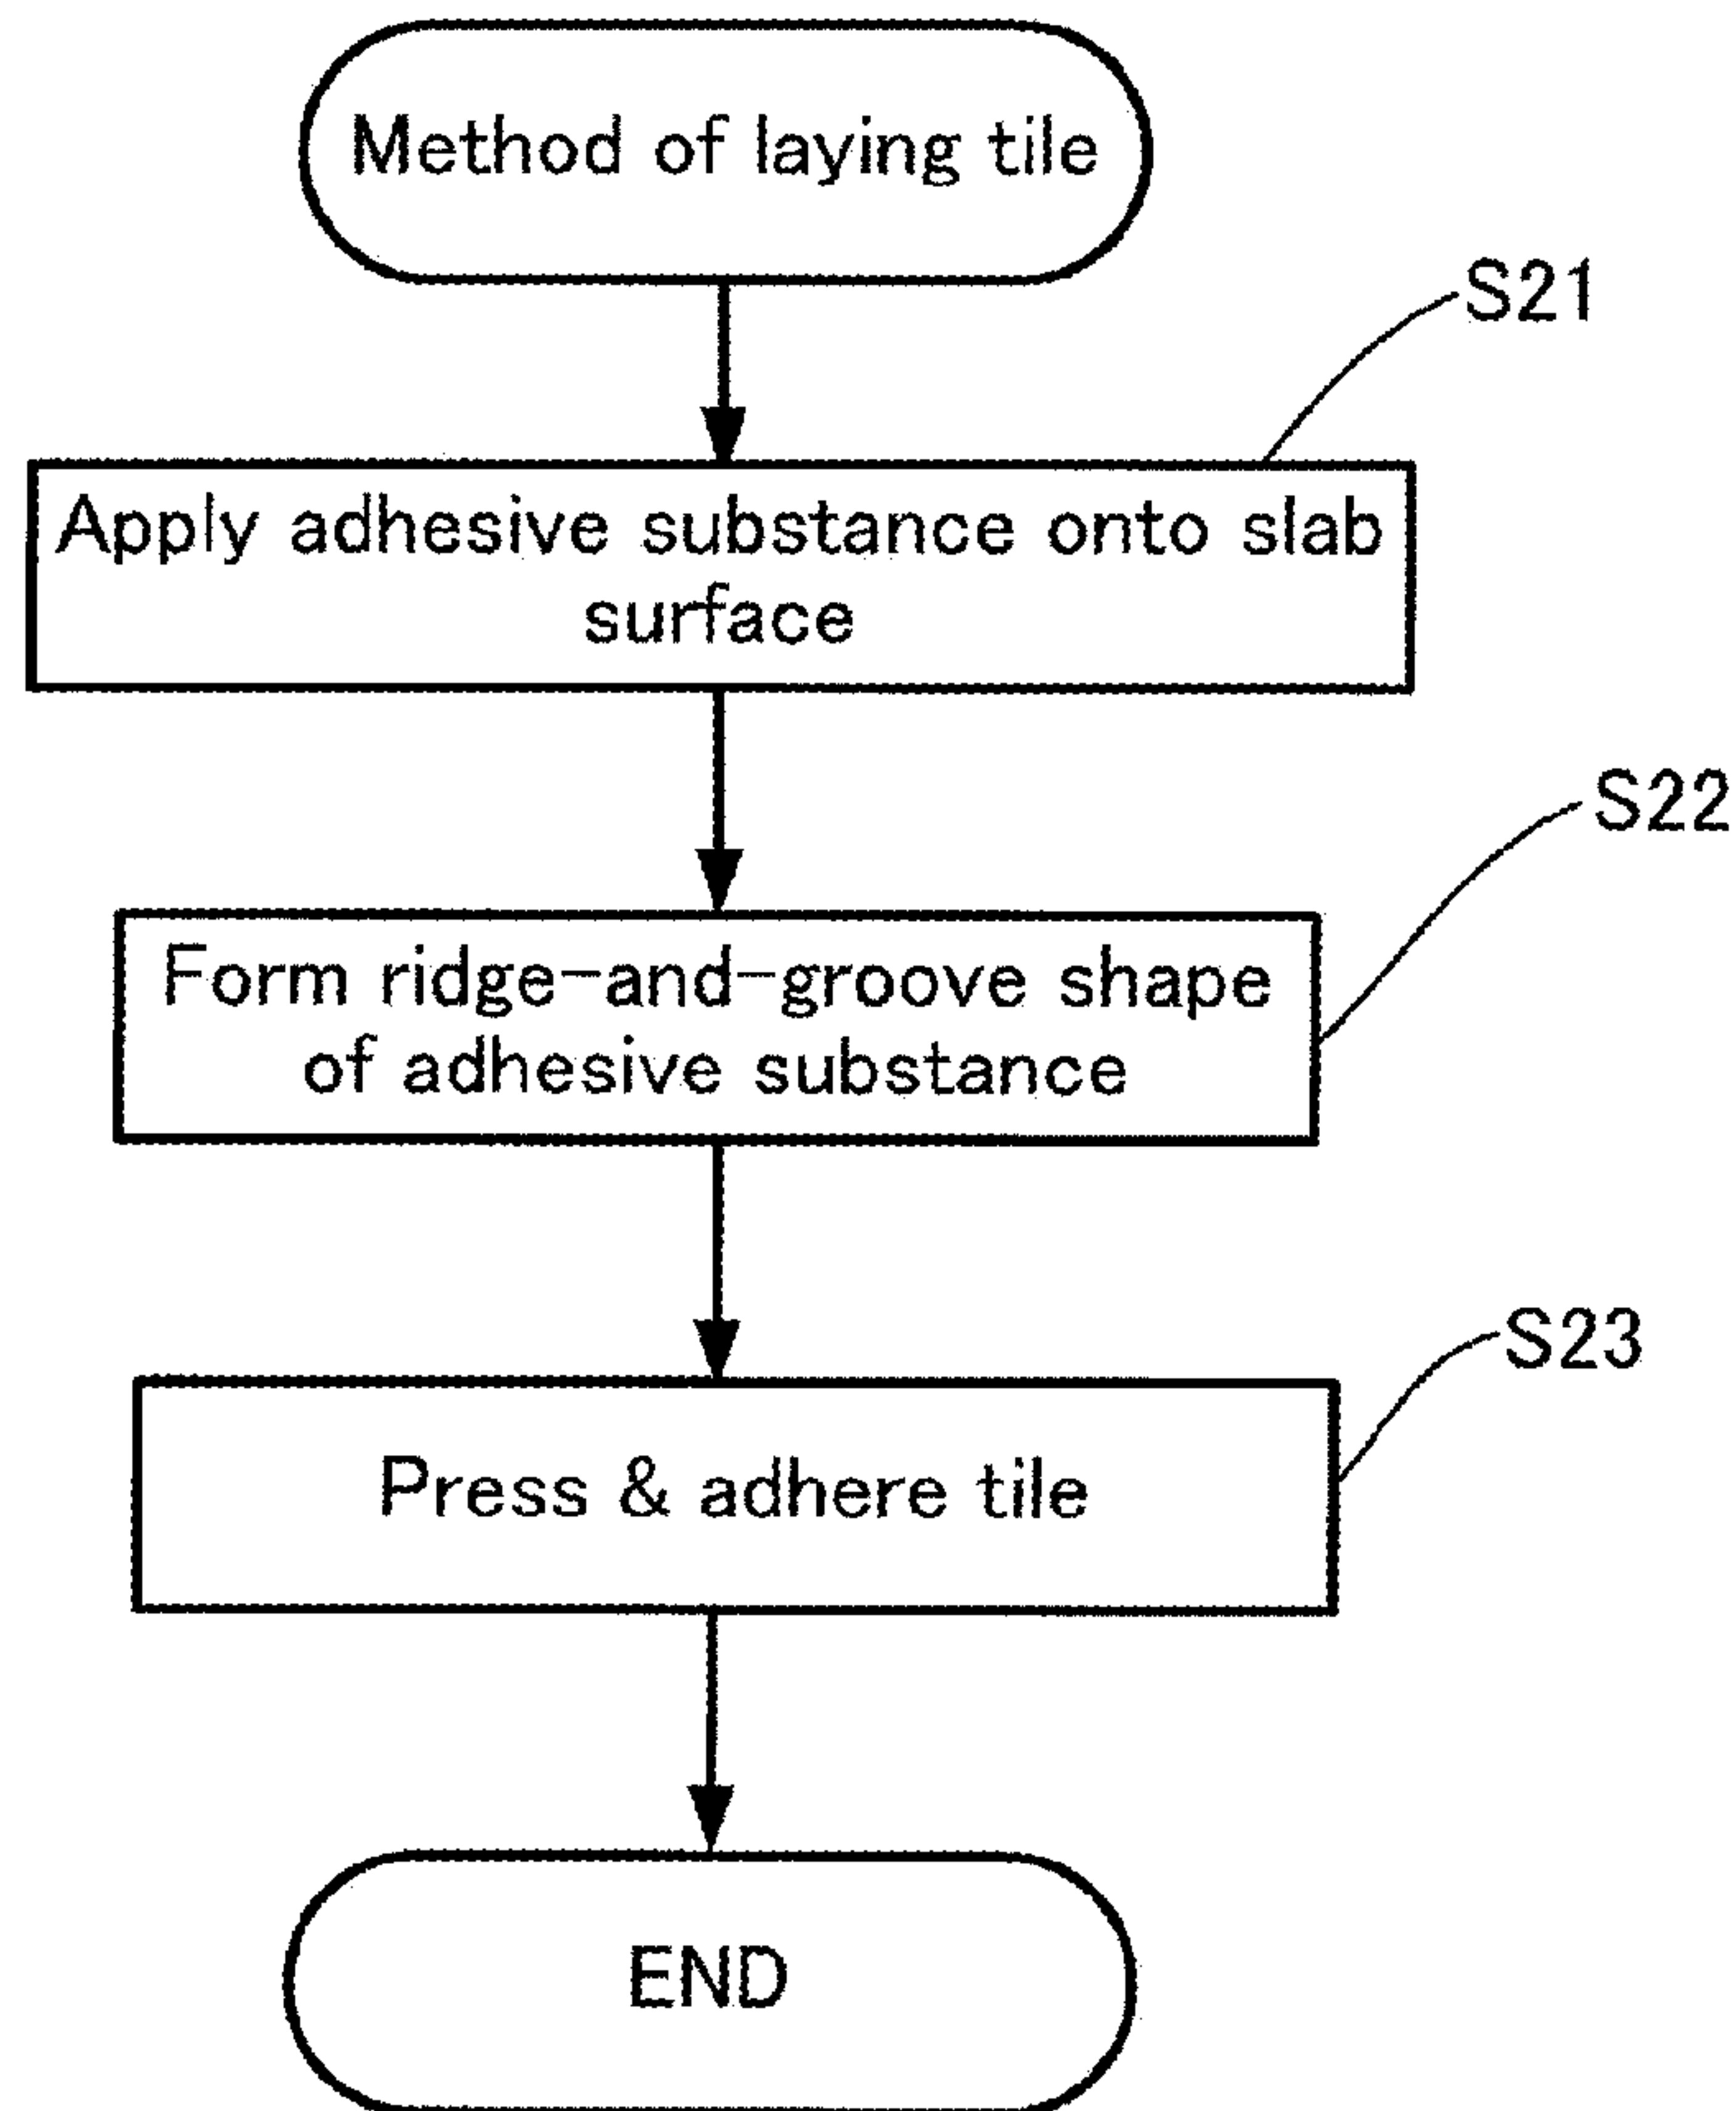 Method of laying tile
S21
Apply adhesive substance onto slab
surface
S22
Form ridge-and-groove shape
of adhesive substance
S23
Press & adhere tile
END